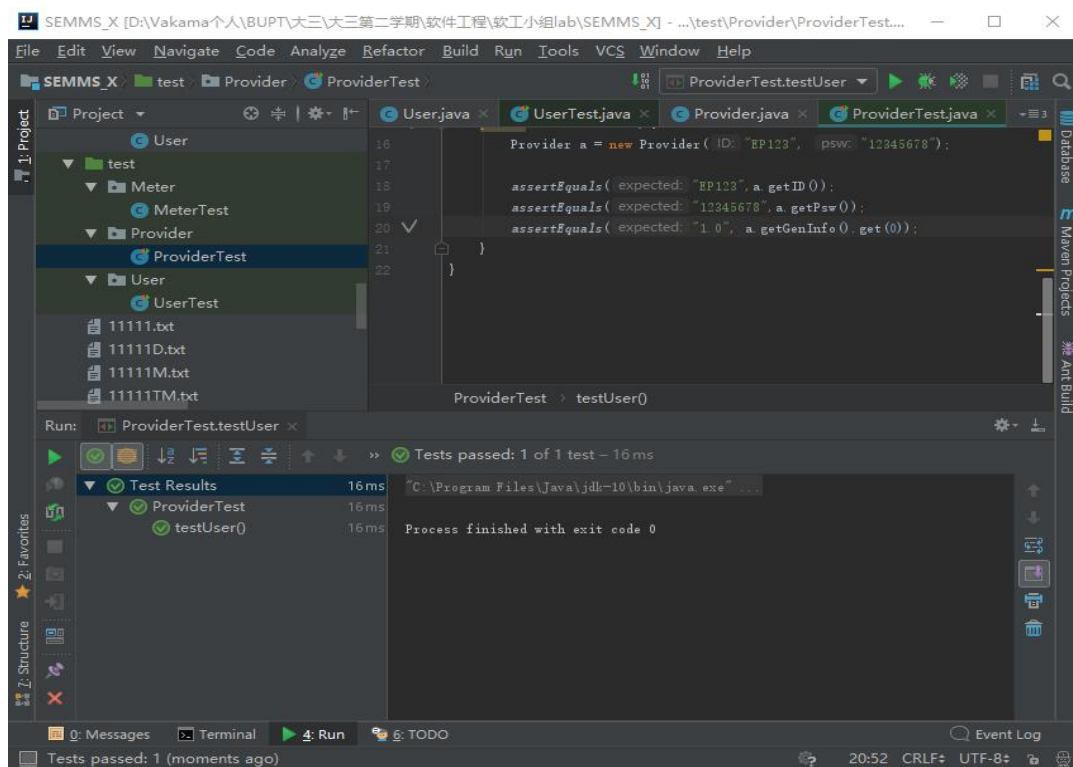 SEMMS_X [D:\Vakama个人\BUPT\大三\大三第二学期\软件工程\软工小组lab\SEMMS_X] - ...\test\Provider\ProviderTest....
File Edit View Navigate Code Analyze Refactor Build Run Tools VCS Window Help
SEMMS_X test Provider ProviderTest ProviderTest.testUser
1: Project
Project
User.java UserTest.java Provider.java ProviderTest.java
User
test
Meter
MeterTest
Provider
ProviderTest
User
UserTest
11111.txt
11111D.txt
11111M.txt
11111TM.txt
16 Provider a = new Provider( ID: "EP123", psw: "12345678");
17
18 assertEquals( expected: "EP123", a.getID());
19 assertEquals( expected: "12345678", a.getPsw());
20 assertEquals( expected: "1.0", a.getGenInfo().get(0));
21 }
22 }
ProviderTest > testUser()
Database
Maven Projects
Ant Build
Run: ProviderTest.testUser
» Tests passed: 1 of 1 test – 16 ms
Test Results 16 ms
ProviderTest 16 ms
testUser() 16 ms
"C:\Program Files\Java\jdk-10\bin\java.exe" ...
Process finished with exit code 0
2: Favorites
7: Structure
0: Messages Terminal 4: Run 6: TODO Event Log
Tests passed: 1 (moments ago) 20:52 CRLF UTF-8